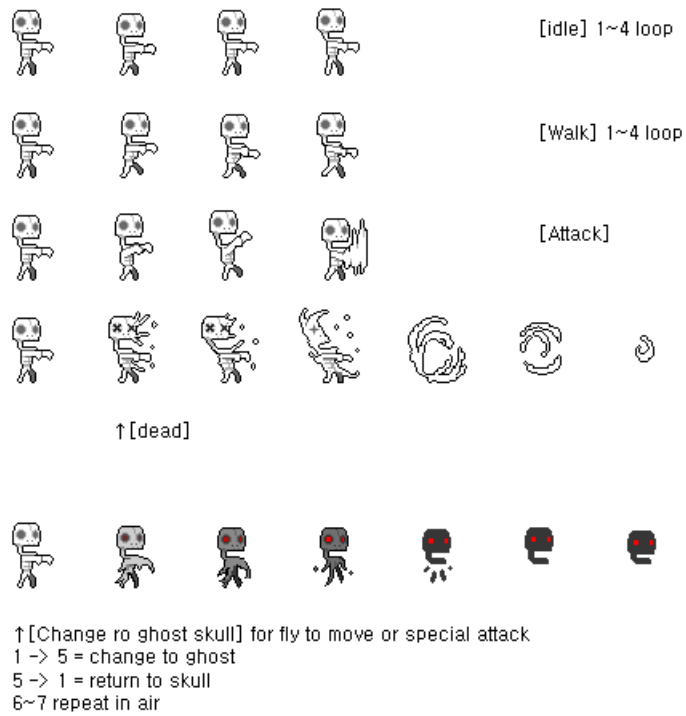 [idle] 1~4 loop
[Walk] 1~4 loop
[Attack]
↑[dead]
↑[Change ro ghost skull] for fly to move or special attack
1 -> 5 = change to ghost
5 -> 1 = return to skull
6~7 repeat in air